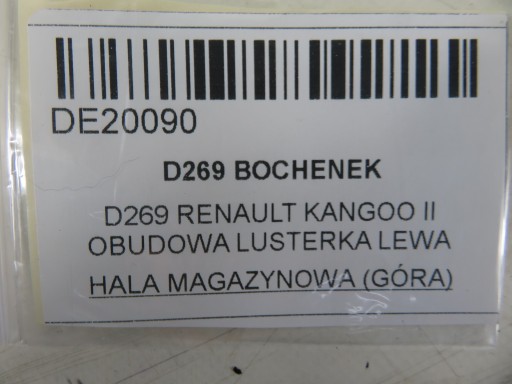 DE20090
D269 BOCHENEK
D269 RENAULT KANGOO II
OBUDOWA LUSTERKA LEWA
HALA MAGAZYNOWA (GÓRA)